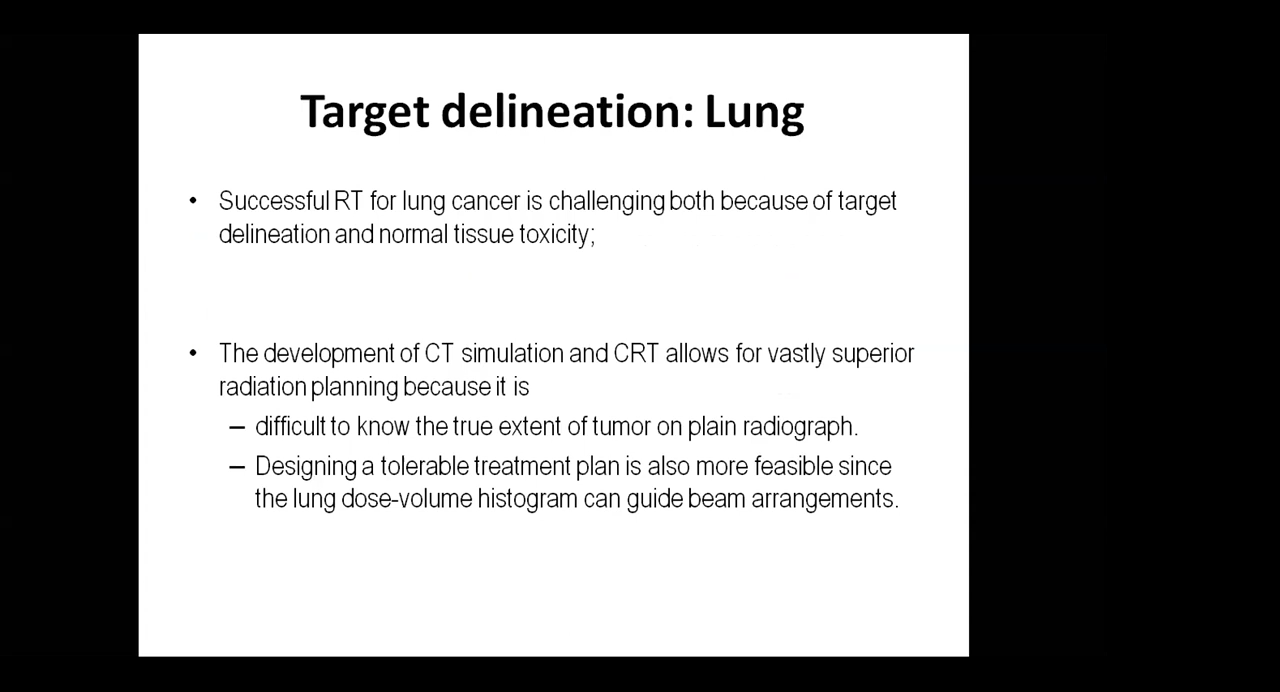 Target delineation: Lung
• Successful RT for lung cancer is challenging both because of target
delineation and normal tissue toxicity;
• The development of CT simulation and CRT allows for vastly superior
radiation planning because it is
– difficult to know the true extent of tumor on plain radiograph.
– Designing a tolerable treatment plan is also more feasible since
the lung dose-volume histogram can guide beam arrangements.